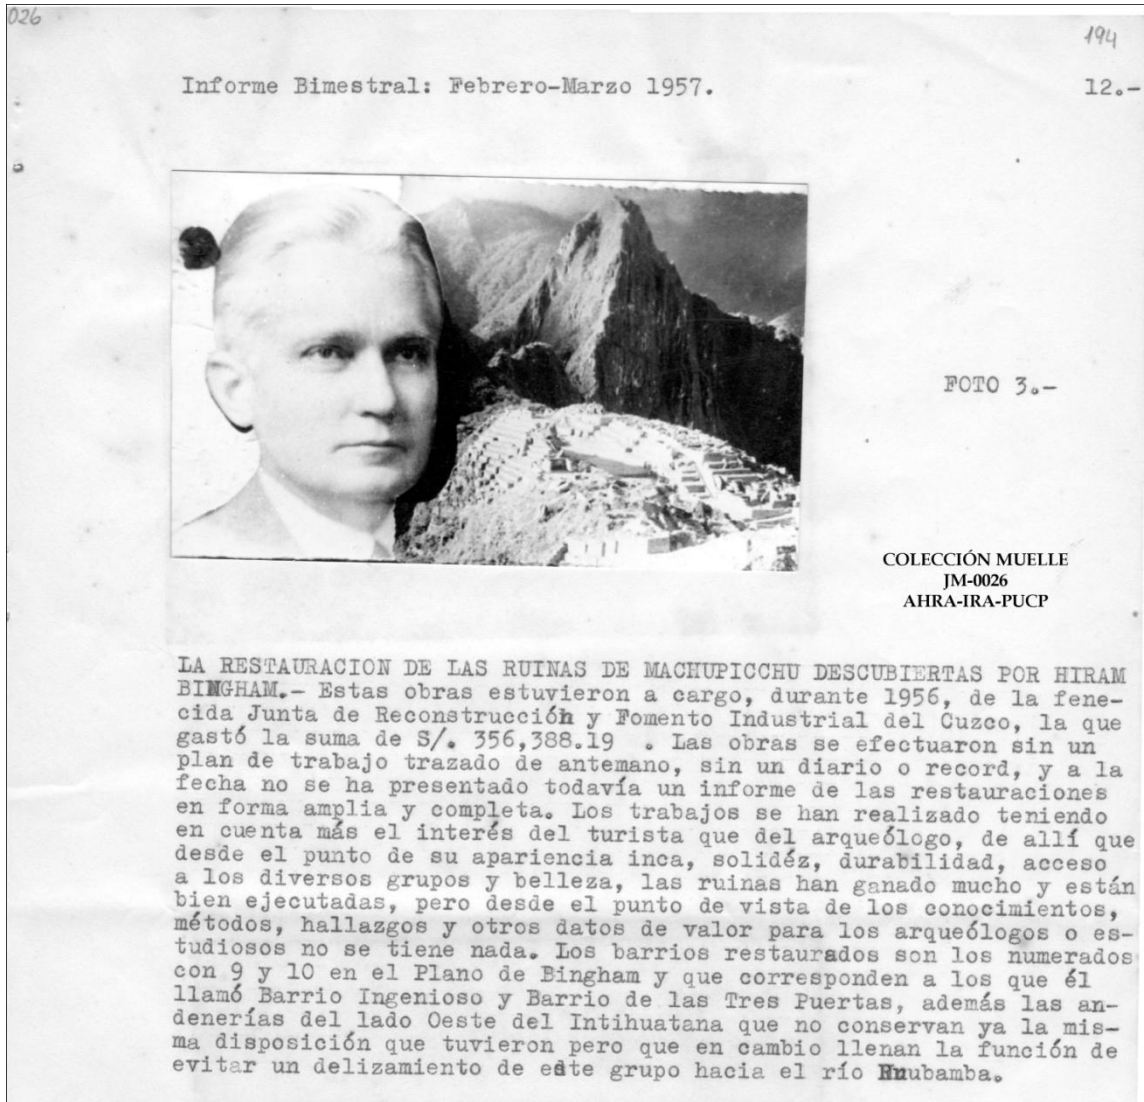 026
194
Informe Bimestral: Febrero-Marzo 1957.
12.-
FOTO 3.-
COLECCIÓN MUELLE
JM-0026
AHRA-IRA-PUCP
LA RESTAURACION DE LAS RUINAS DE MACHUPICCHU DESCUBIERTAS POR HIRAM
BINGHAM.- Estas obras estuvieron a cargo, durante 1956, de la fene-
cida Junta de Reconstrucción y Fomento Industrial del Cuzco, la que
gastó la suma de S/. 356,388.19 . Las obras se efectuaron sin un
plan de trabajo trazado de antemano, sin un diario o record, y a la
fecha no se ha presentado todavía un informe de las restauraciones
en forma amplia y completa. Los trabajos se han realizado teniendo
en cuenta más el interés del turista que del arqueólogo, de allí que
desde el punto de su apariencia inca, solidéz, durabilidad, acceso
a los diversos grupos y belleza, las ruinas han ganado mucho y están
bien ejecutadas, pero desde el punto de vista de los conocimientos,
métodos, hallazgos y otros datos de valor para los arqueólogos o es-
tudiosos no se tiene nada. Los barrios restaurados son los numerados
con 9 y 10 en el Plano de Bingham y que corresponden a los que él
llamó Barrio Ingenioso y Barrio de las Tres Puertas, además las an-
denerías del lado Oeste del Intihuatana que no conservan ya la mis-
ma disposición que tuvieron pero que en cambio llenan la función de
evitar un delizamiento de este grupo hacia el río